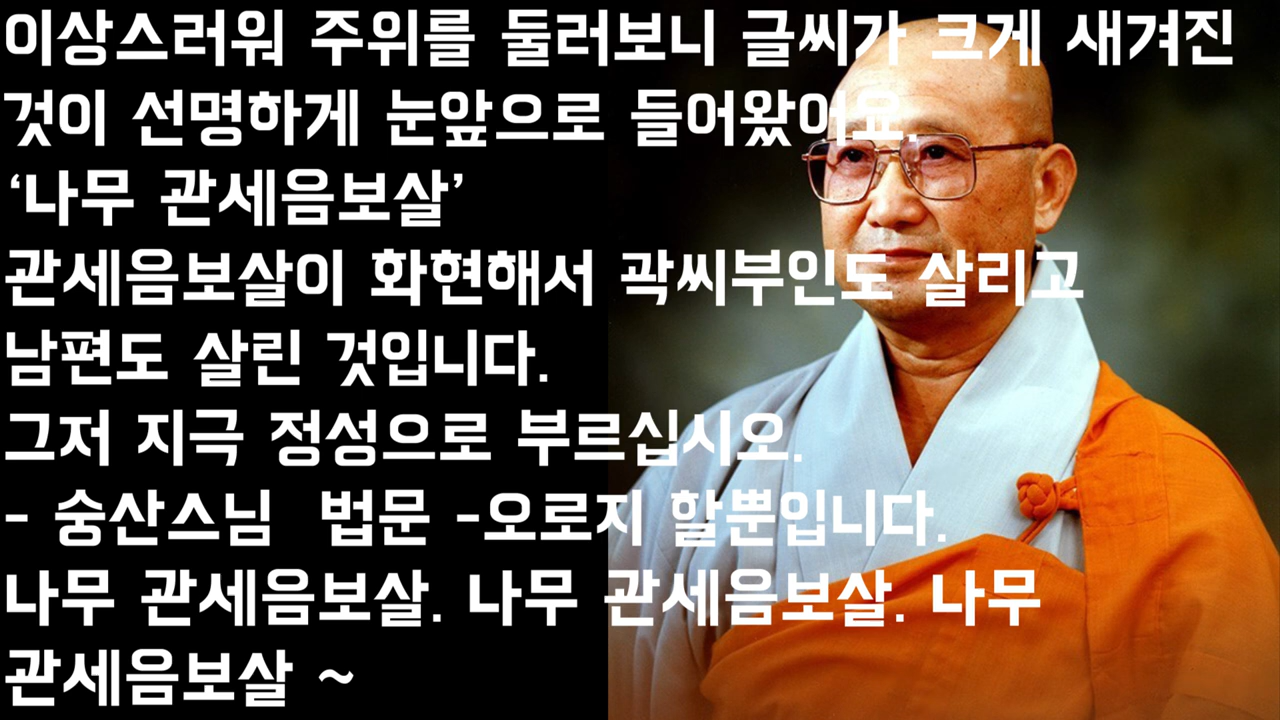 이상스러워 주위를 둘러보니 글씨가 크게 새겨진
것이 선명하게 눈앞으로 들어왔어요.
‘나무 관세음보살’
관세음보살이 화현해서 곽씨부인도 살리고
남편도 살린 것입니다.
그저 지극 정성으로 부르십시오.
- 숭산스님 법문 -오로지 할뿐입니다.
나무 관세음보살. 나무 관세음보살. 나무
관세음보살 ~